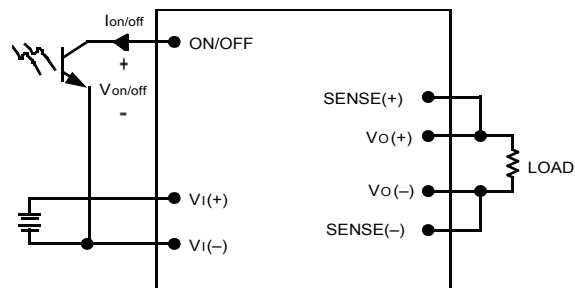 Ion/off
ON/OFF
+
Von/off
-
SENSE(+)
VO(+)
LOAD
VO(–)
SENSE(–)
VI(+)
VI(–)